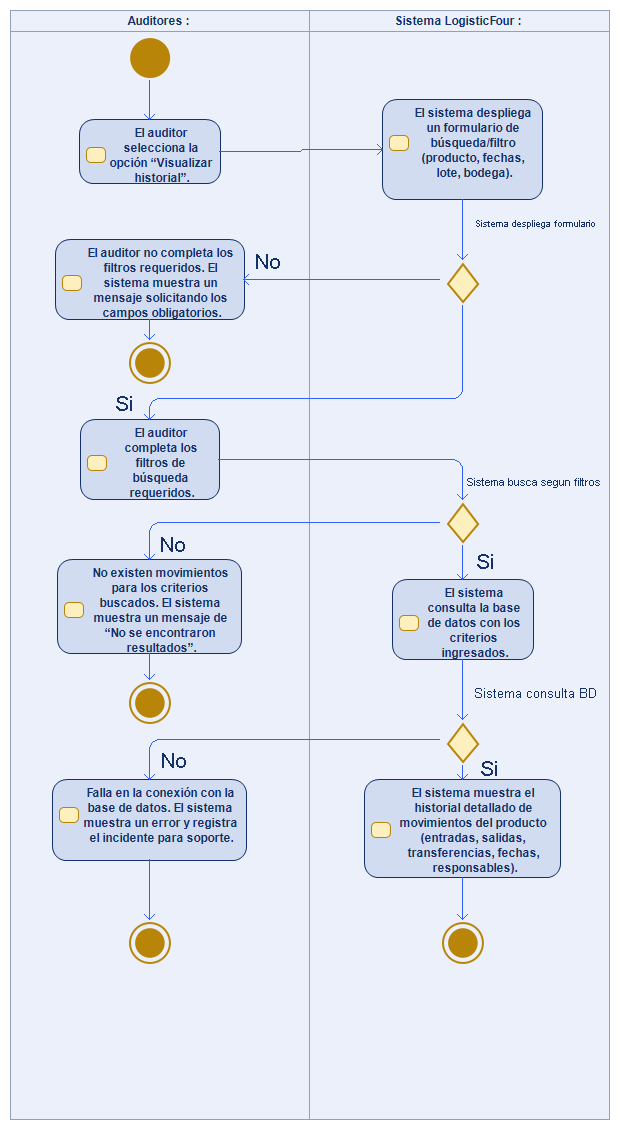 Auditores :
Sistema LogisticFour :
El auditor
selecciona la
opción “Visualizar
historial”.
El sistema despliega
un formulario de
búsqueda/filtro
(producto, fechas,
lote, bodega).
Sistema despliega formulario
No
El auditor no completa los
filtros requeridos. El
sistema muestra un
mensaje solicitando los
campos obligatorios.
Si
El auditor
completa los
filtros de
búsqueda
requeridos.
Sistema busca segun filtros
No
Si
No existen movimientos
para los criterios
buscados. El sistema
muestra un mensaje de
“No se encontraron
resultados”.
El sistema
consulta la base
de datos con los
criterios
ingresados.
Sistema consulta BD
No
Si
Falla en la conexión con la
base de datos. El sistema
muestra un error y registra
el incidente para soporte.
El sistema muestra el
historial detallado de
movimientos del producto
(entradas, salidas,
transferencias, fechas,
responsables).